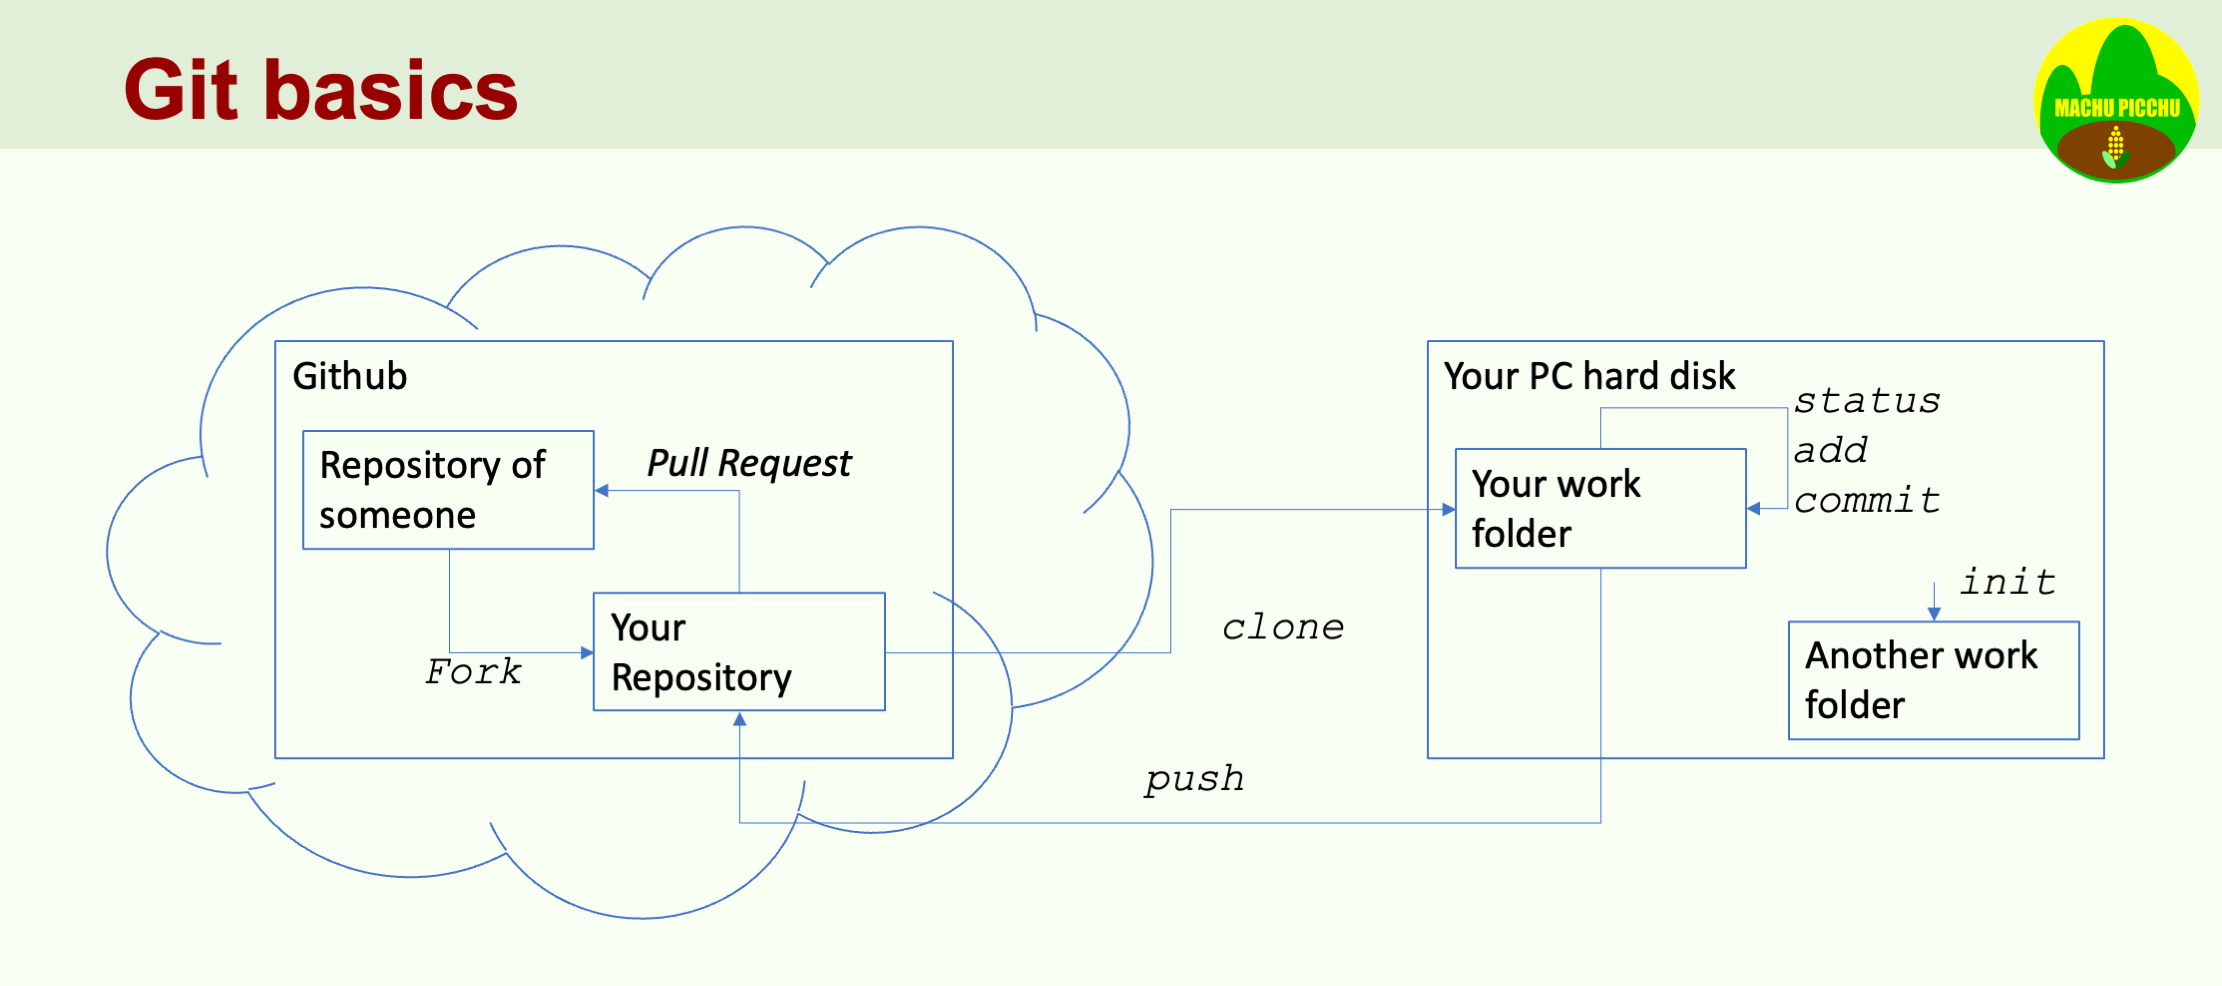 Git basics
MACHU PICCHU
Github
Repository of
someone
Pull Request
Fork
Your
Repository
clone
push
Your PC hard disk
status
add
commit
Your work
folder
init
Another work
folder